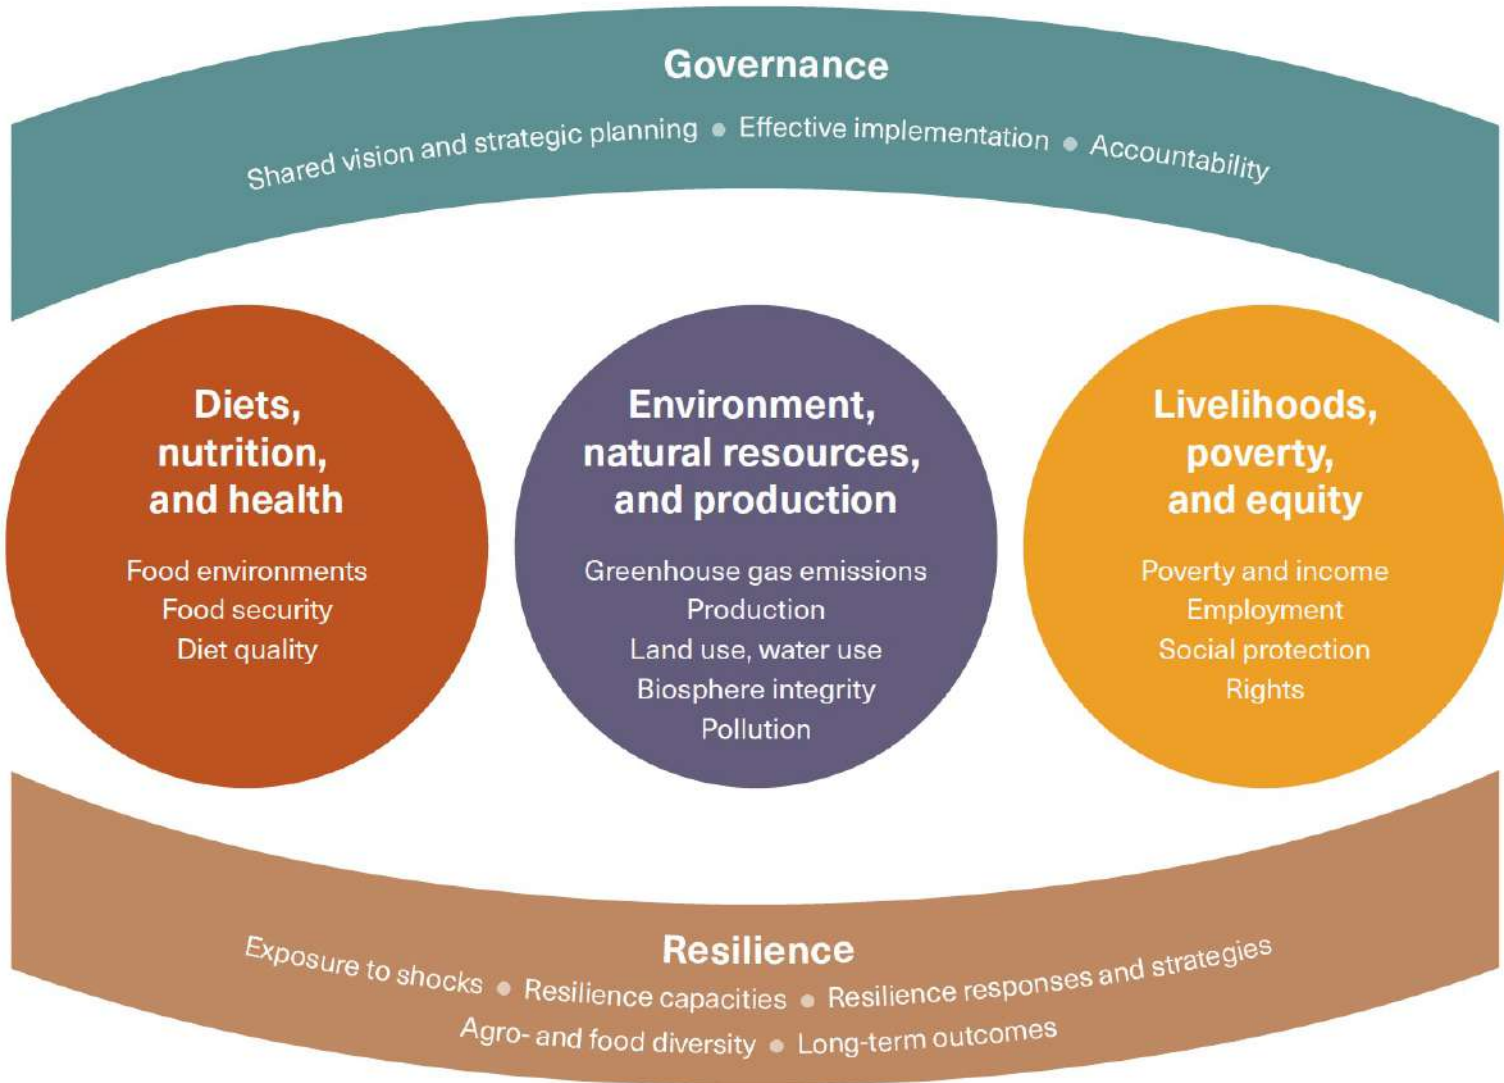 Governance
Shared vision and strategic planning • Effective implementation • Accountability
Diets,
nutrition,
and health
Food environments
Food security
Diet quality
Environment,
natural resources,
and production
Greenhouse gas emissions
Production
Land use, water use
Biosphere integrity
Pollution
Livelihoods,
poverty,
and equity
Poverty and income
Employment
Social protection
Rights
Resilience
Exposure to shocks • Resilience capacities • Resilience responses and strategies
Agro- and food diversity • Long-term outcomes